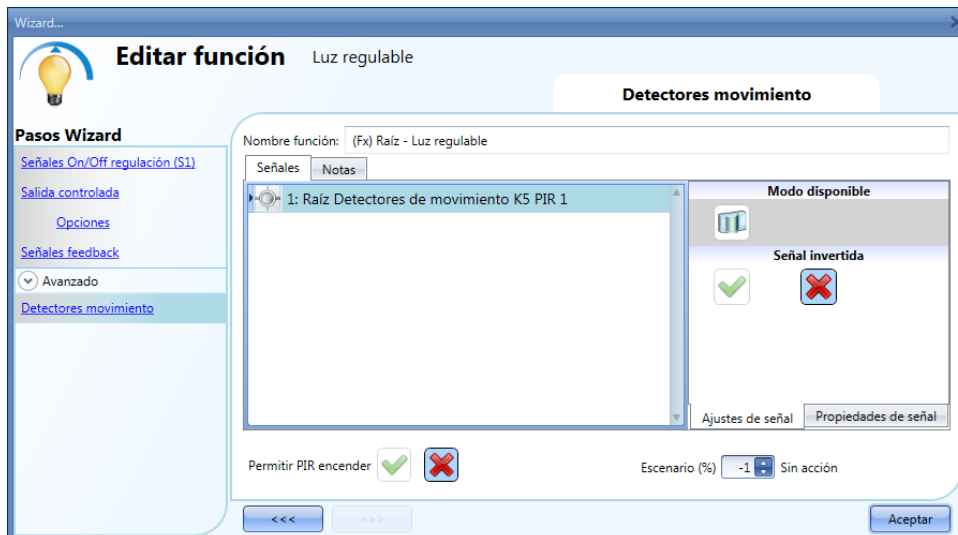 Wizard...
Editar función Luz regulable
Detectores movimiento
Pasos Wizard
Señales On/Off regulación (S1)
Salida controlada
Opciones
Señales feedback
Avanzado
Detectores movimiento
Nombre función: (Fx) Raíz - Luz regulable
Señales Notas
1: Raíz Detectores de movimiento K5 PIR 1
Modo disponible
Señal invertida
Ajustes de señal Propiedades de señal
Permitir PIR encender
Escenario (%) -1 Sin acción
<<< >>> Aceptar